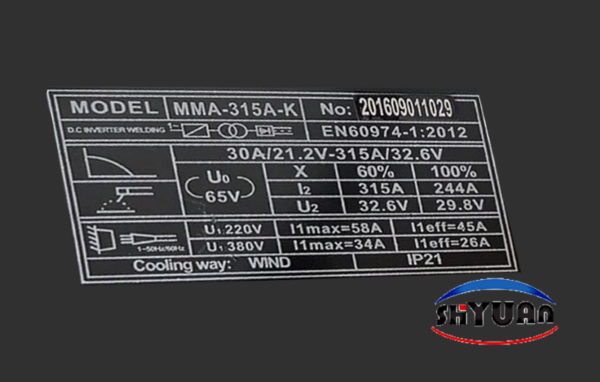 MODEL MMA-315A-K No: 201609011029
D.C INVERTER WELDING 1~ EN60974-1:2012
30A/21.2V-315A/32.6V
U0 65V
X 60% 100%
I2 315A 244A
U2 32.6V 29.8V
1~50Hz/60Hz
U1 220V I1max=58A I1eff=45A
U1 380V I1max=34A I1eff=26A
Cooling way: WIND IP21
SHYUAN